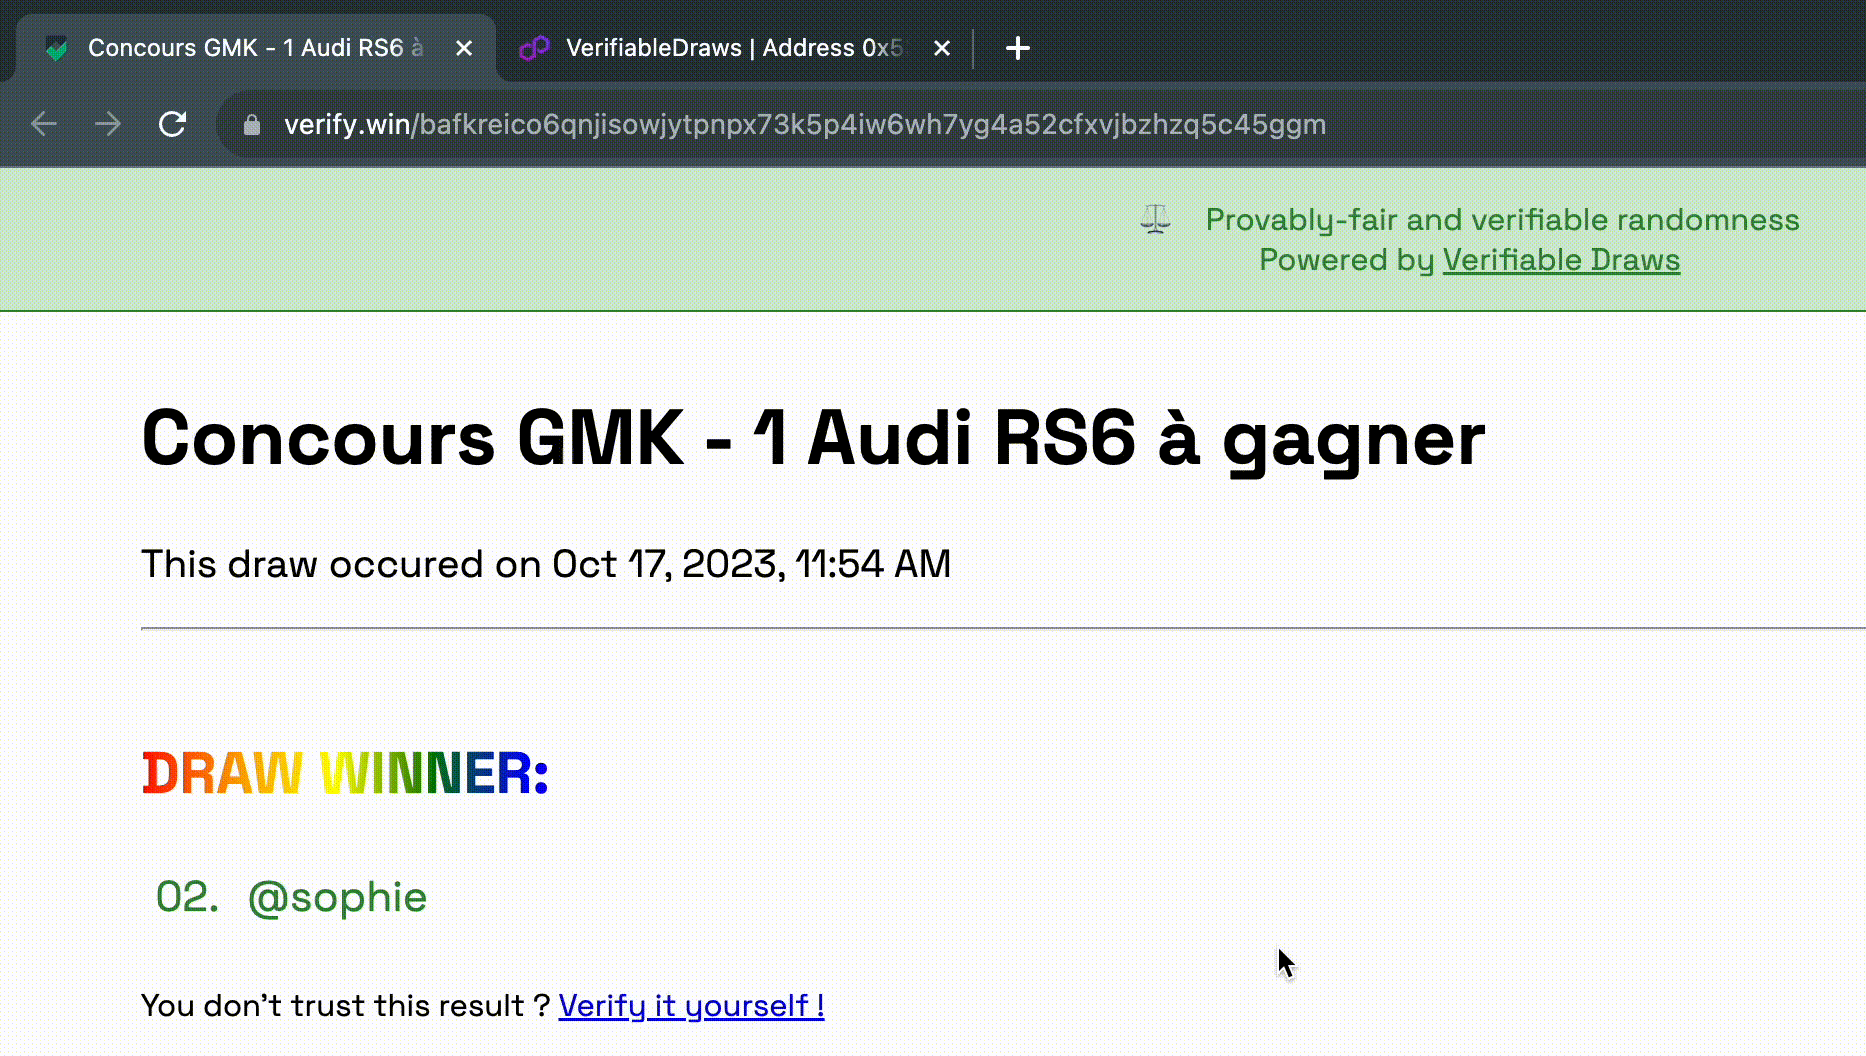 Concours GMK - 1 Audi RS6 à
VerifiableDraws | Address 0x5
verify.win/bafkreico6qnjisowjytpnpx73k5p4iw6wh7yg4a52cfxvjbzhzq5c45ggm
Provably-fair and verifiable randomness
Powered by Verifiable Draws
Concours GMK - 1 Audi RS6 à gagner
This draw occured on Oct 17, 2023, 11:54 AM
DRAW WINNER:
02. @sophie
You don't trust this result ? Verify it yourself !